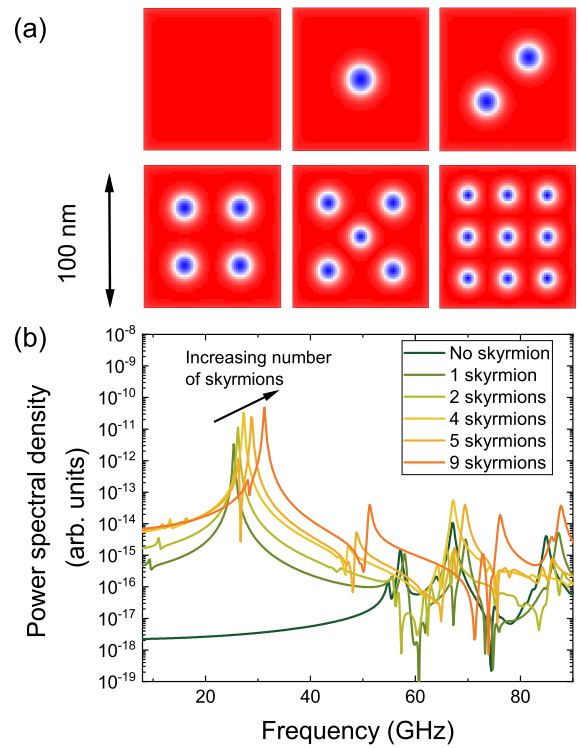 (a)
100 nm
(b)
Increasing number
of skyrmions
No skyrmion
1 skyrmion
2 skyrmions
4 skyrmions
5 skyrmions
9 skyrmions
10⁻⁸
10⁻⁹
10⁻¹⁰
10⁻¹¹
10⁻¹²
10⁻¹³
10⁻¹⁴
10⁻¹⁵
10⁻¹⁶
10⁻¹⁷
10⁻¹⁸
10⁻¹⁹
Power spectral density
(arb. units)
20 40 60 80
Frequency (GHz)